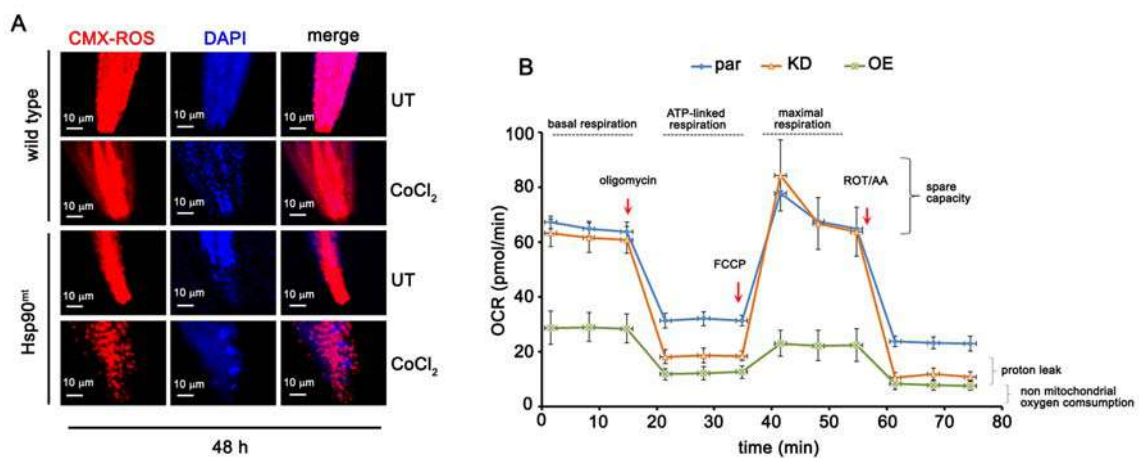 A
CMX-ROS DAPI merge
wild type
10 µm 10 µm 10 µm UT
10 µm 10 µm 10 µm CoCl2
Hsp90mt
10 µm 10 µm 10 µm UT
10 µm 10 µm 10 µm CoCl2
48 h
B
par KD OE
basal respiration
ATP-linked
respiration
maximal
respiration
oligomycin
FCCP
ROT/AA
spare
capacity
proton leak
non mitochondrial
oxygen comsumption
OCR (pmol/min)
100
80
60
40
20
0
0 10 20 30 40 50 60 70 80
time (min)